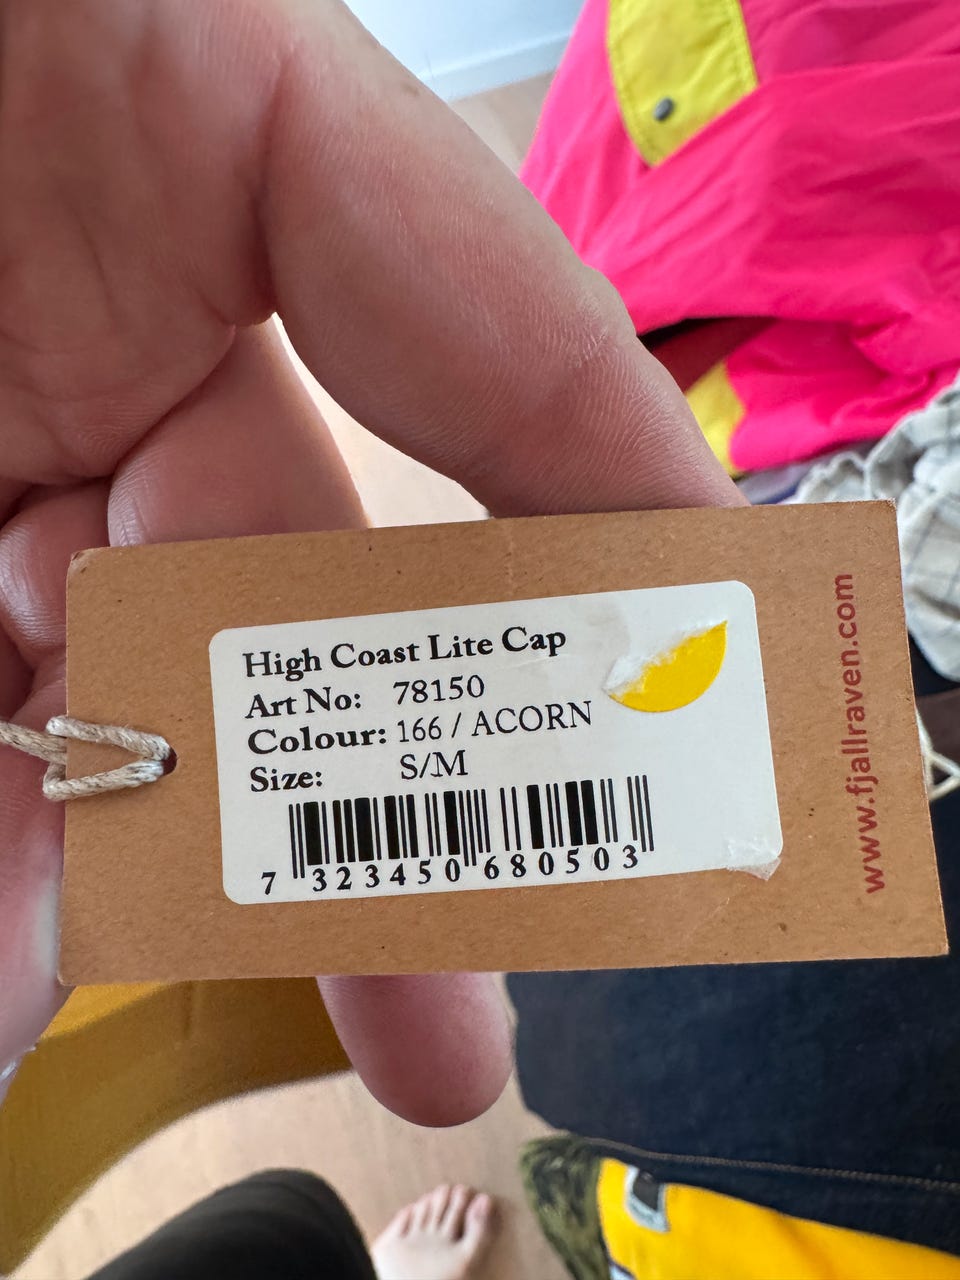 High Coast Lite Cap
Art No: 78150
Colour: 166 / ACORN
Size: S/M
7 323450 680503
www.fjallraven.com